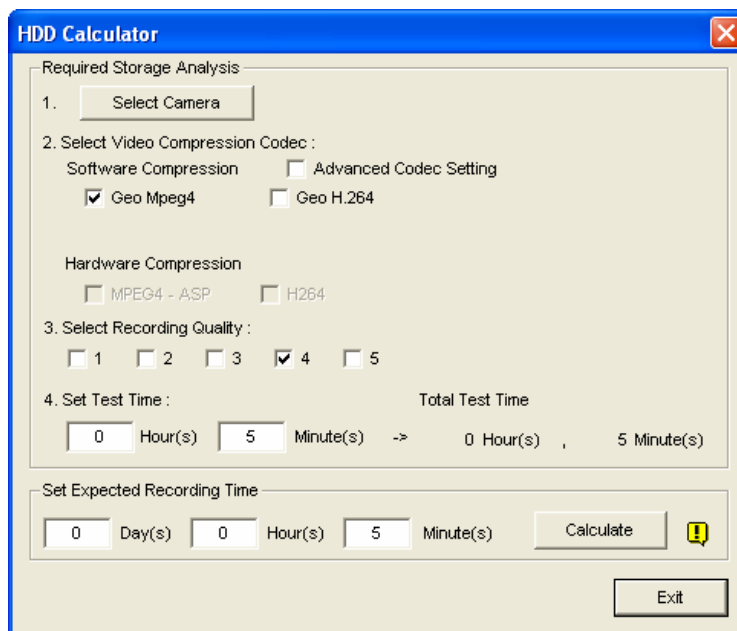 HDD Calculator
Required Storage Analysis
1. Select Camera
2. Select Video Compression Codec :
Software Compression Advanced Codec Setting
Geo Mpeg4 Geo H.264
Hardware Compression
MPEG4 - ASP H264
3. Select Recording Quality :
1 2 3 4 5
4. Set Test Time : Total Test Time
0 Hour(s) 5 Minute(s) -> 0 Hour(s) , 5 Minute(s)
Set Expected Recording Time
0 Day(s) 0 Hour(s) 5 Minute(s) Calculate !
Exit